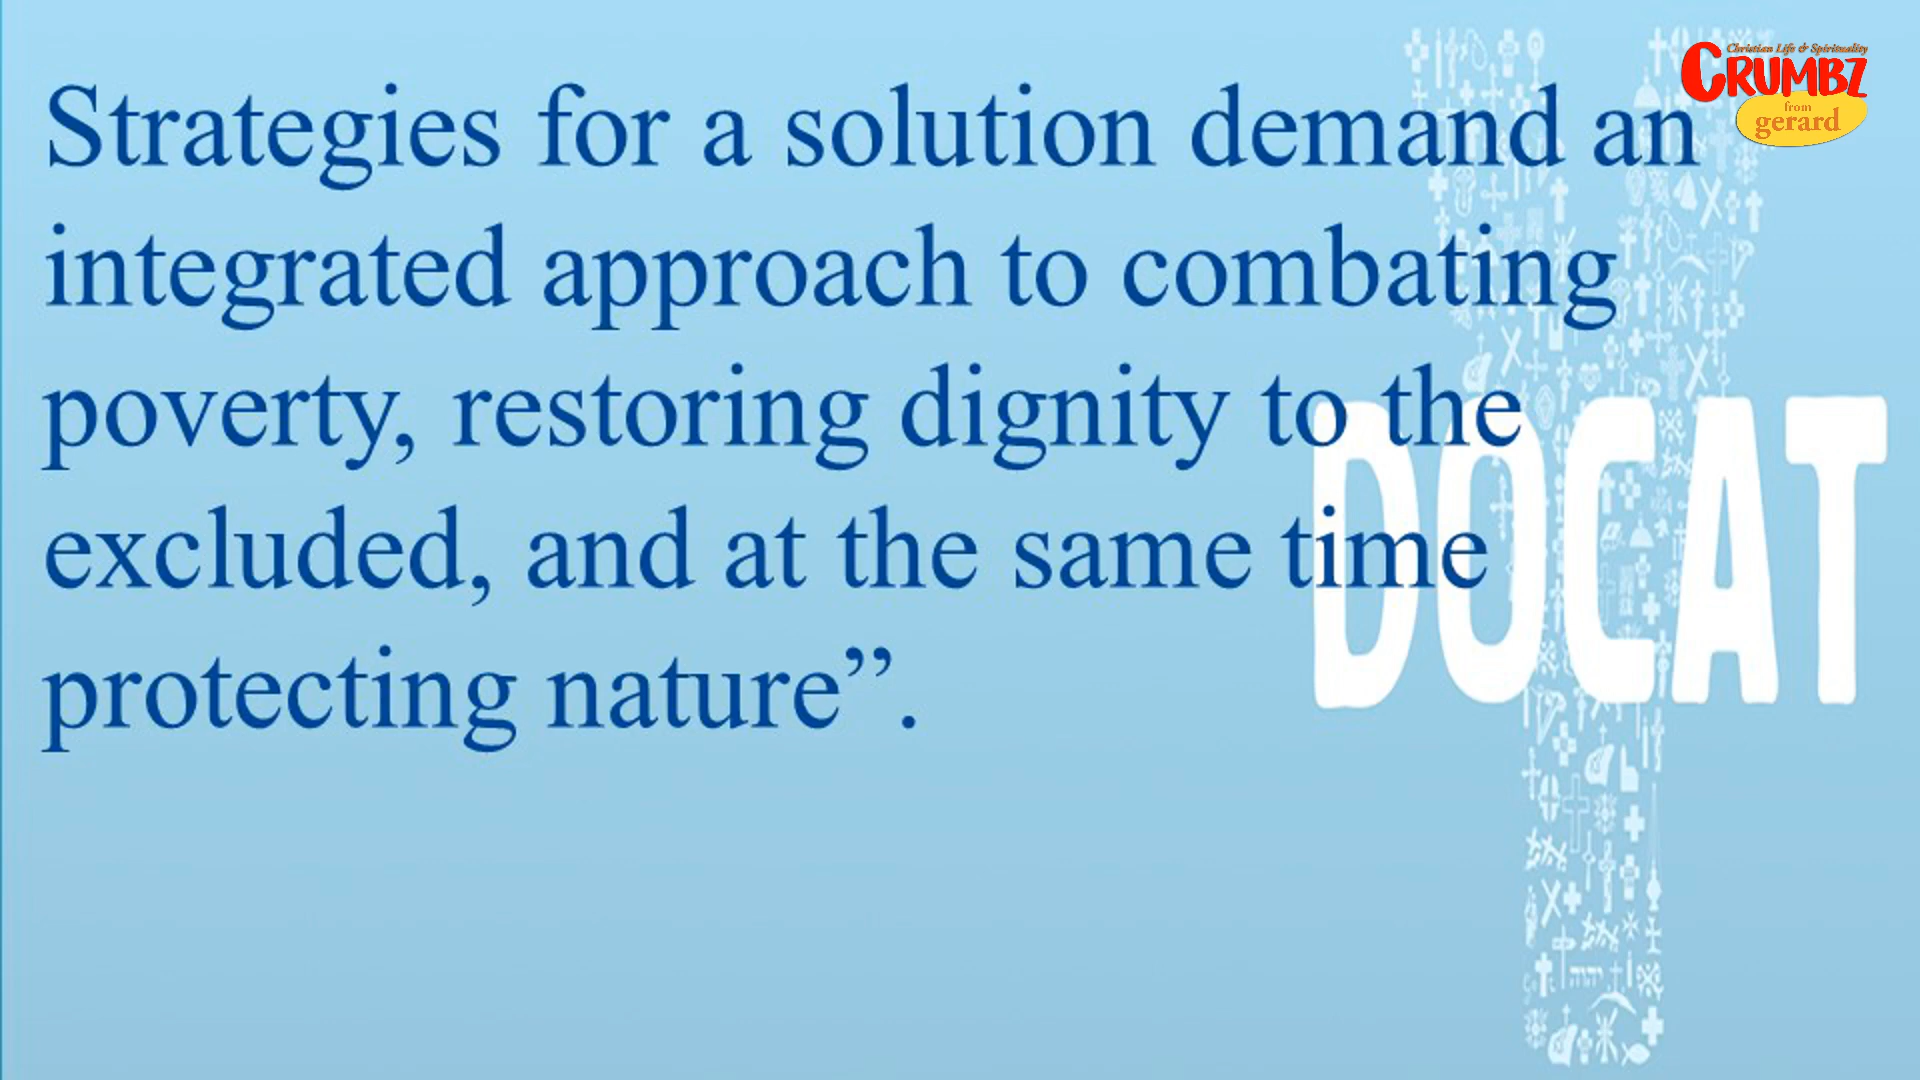 Christian Life & Spirituality
CRUMBZ
from
gerard
Strategies for a solution demand an
integrated approach to combating
poverty, restoring dignity to the
excluded, and at the same time
protecting nature”.
DOCAT